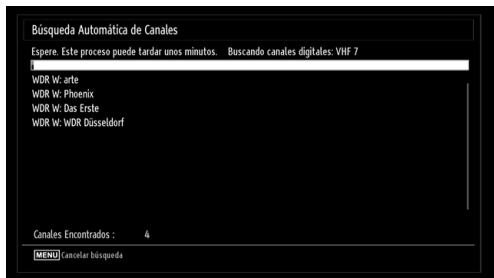 Búsqueda Automática de Canales
Espere. Este proceso puede tardar unos minutos. Buscando canales digitales: VHF 7
WDR W: arte
WDR W: Phoenix
WDR W: Das Erste
WDR W: WDR Düsseldorf
Canales Encontrados : 4
MENU Cancelar búsqueda